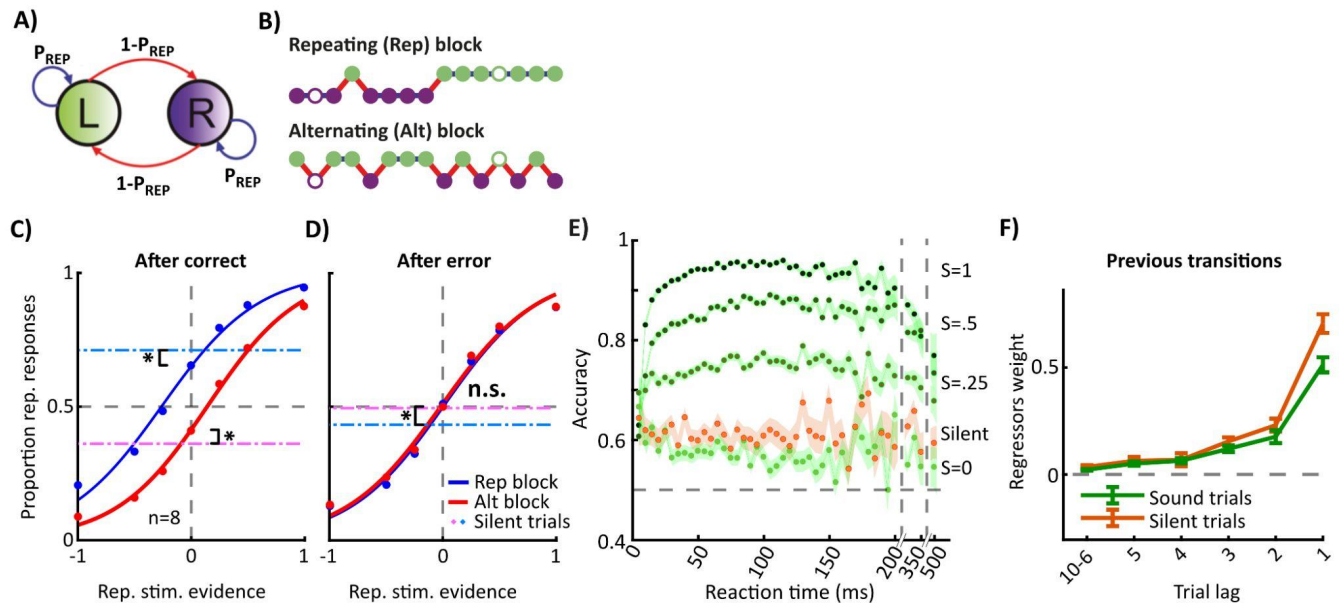 A)
P_REP
1-P_REP
L
R
1-P_REP
P_REP
B)
Repeating (Rep) block
Alternating (Alt) block
C)
After correct
Proportion rep. responses
1
0.5
0
*
*
n=8
-1
0
1
Rep. stim. evidence
D)
After error
n.s.
*
Rep block
Alt block
Silent trials
-1
0
1
Rep. stim. evidence
E)
Accuracy
1
0.8
0.6
0.4
S=1
S=.5
S=.25
Silent
S=0
0
50
100
150
200
350
500
Reaction time (ms)
F)
Previous transitions
Regressors weight
0.5
0
Sound trials
Silent trials
10-6
5
4
3
2
1
Trial lag